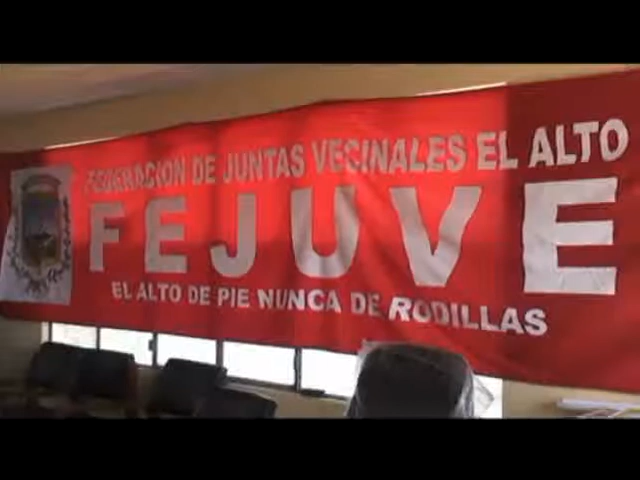 FEDERACION DE JUNTAS VECINALES EL ALTO
FEJUVE
EL ALTO DE PIE NUNCA DE RODILLAS